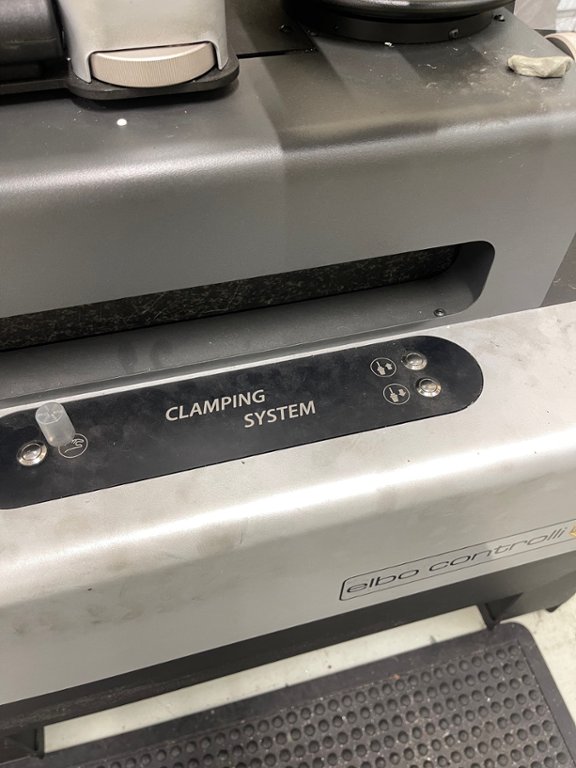 CLAMPING
SYSTEM
elbo controlli